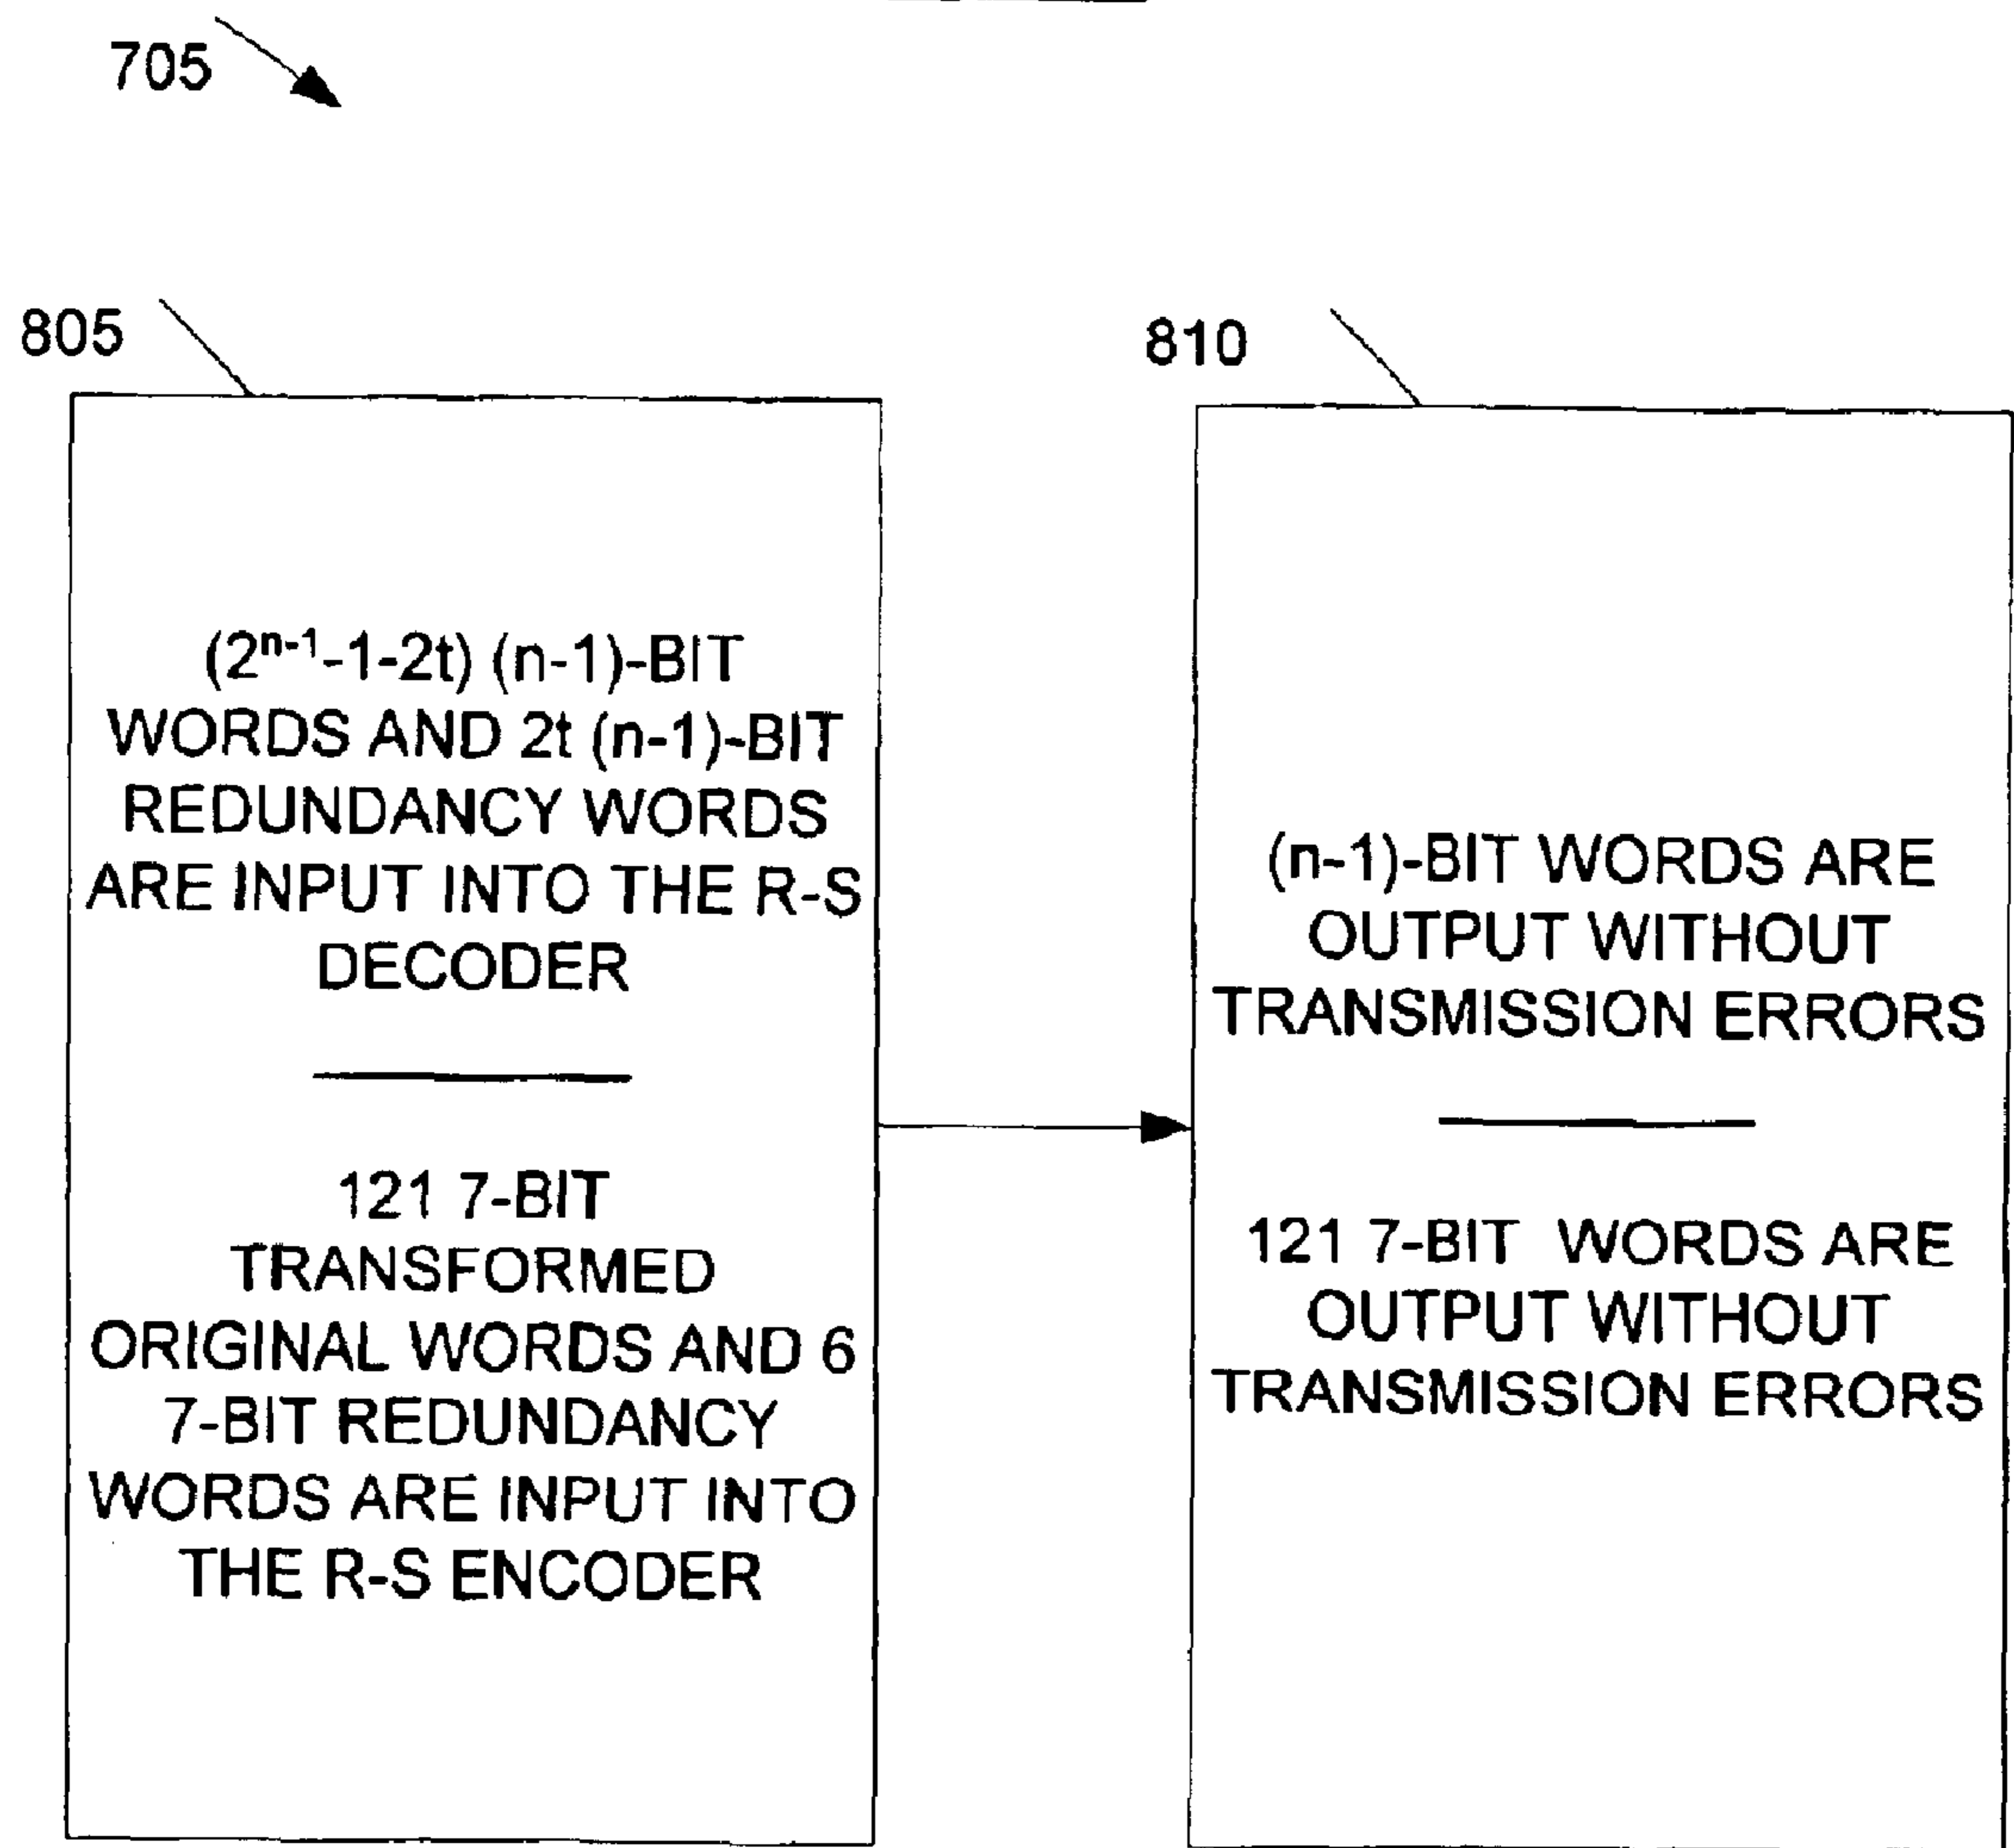 705
805
(2ⁿ⁻¹-1-2t) (n-1)-BIT
WORDS AND 2t (n-1)-BIT
REDUNDANCY WORDS
ARE INPUT INTO THE R-S
DECODER
121 7-BIT
TRANSFORMED
ORIGINAL WORDS AND 6
7-BIT REDUNDANCY
WORDS ARE INPUT INTO
THE R-S ENCODER
810
(n-1)-BIT WORDS ARE
OUTPUT WITHOUT
TRANSMISSION ERRORS
121 7-BIT WORDS ARE
OUTPUT WITHOUT
TRANSMISSION ERRORS